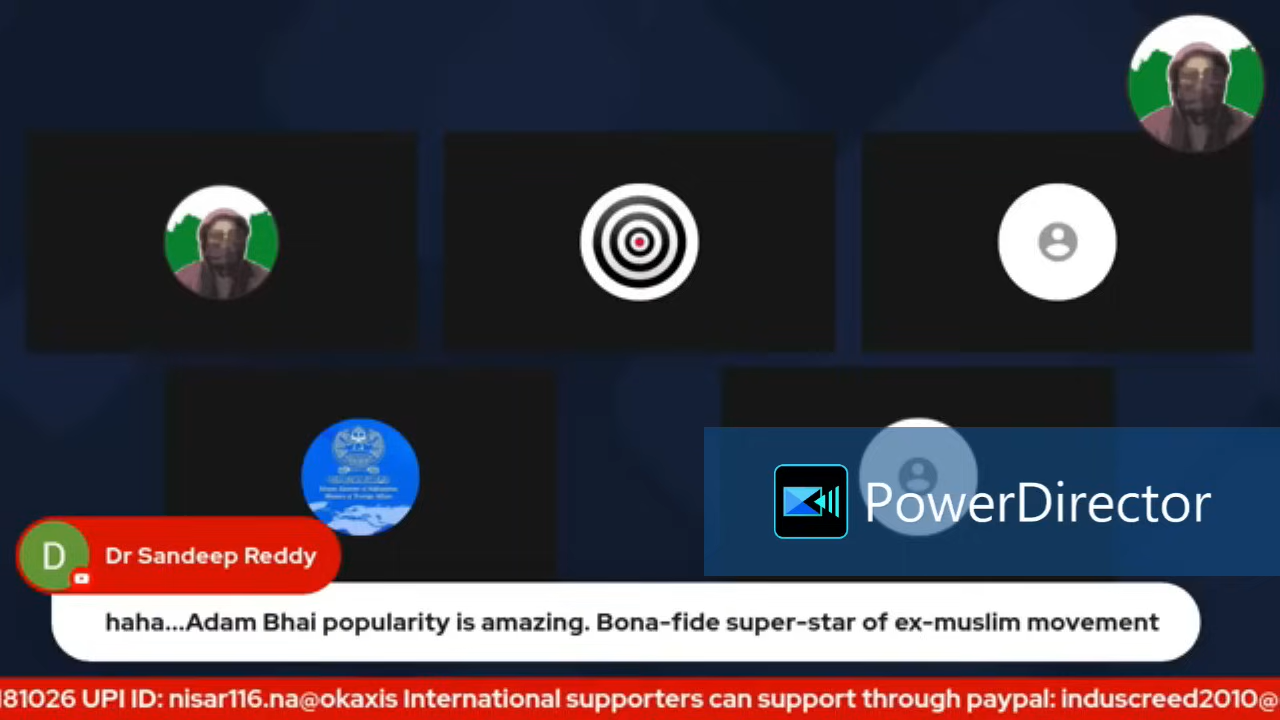 PowerDirector
D
Dr Sandeep Reddy
haha...Adam Bhai popularity is amazing. Bona-fide super-star of ex-muslim movement
81026 UPI ID: nisar116.na@okaxis International supporters can support through paypal: induscreed2010@